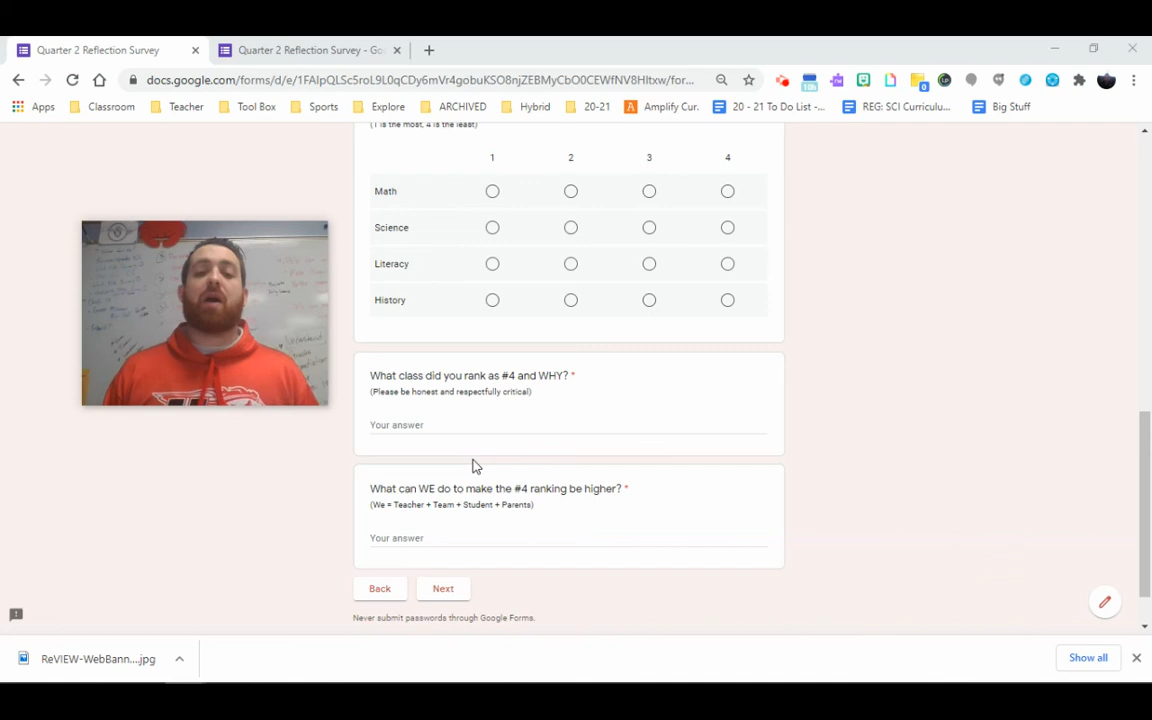 Quarter 2 Reflection Survey
Quarter 2 Reflection Survey - Go
docs.google.com/forms/d/e/1FAIpQLSc5roL9L0qCDy6mVr4gobuKSO8njZEBMyCbO0CEWfNV8HItxw/for...
Apps Classroom Teacher Tool Box Sports Explore ARCHIVED Hybrid 20-21 Amplify Cur. 20 - 21 To Do List -... REG: SCI Curriculu... Big Stuff
(1 is the most, 4 is the least)
1 2 3 4
Math
Science
Literacy
History
What class did you rank as #4 and WHY? *
(Please be honest and respectfully critical)
Your answer
What can WE do to make the #4 ranking be higher? *
(We = Teacher + Team + Student + Parents)
Your answer
Back Next
Never submit passwords through Google Forms.
ReVIEW-WebBann....jpg
Show all